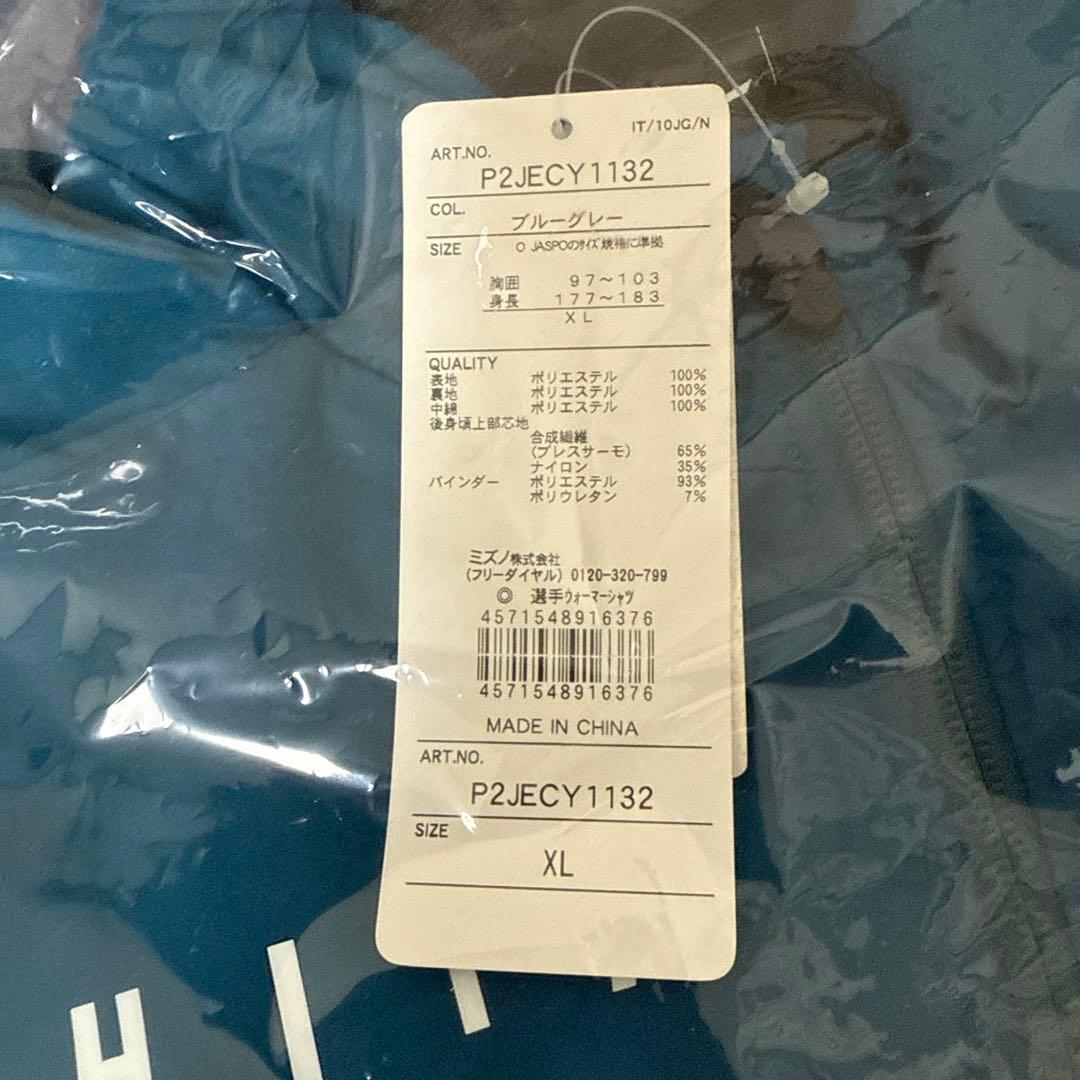 IT/10JG/N
ART.NO.
P2JECY1132
COL.
ブルーグレー
SIZE ○ JASPOのサイズ規格に準拠
胸囲 97～103
身長 177～183
XL
QUALITY
表地 ポリエステル 100%
裏地 ポリエステル 100%
中綿 ポリエステル 100%
後身頃上部芯地
合成繊維
(ブレスサーモ) 65%
ナイロン 35%
バインダー ポリエステル 93%
ポリウレタン 7%
ミズノ株式会社
(フリーダイヤル) 0120-320-799
◎ 選手ウォーマーシャツ
4571548916376
4571548916376
MADE IN CHINA
ART.NO.
P2JECY1132
SIZE
XL